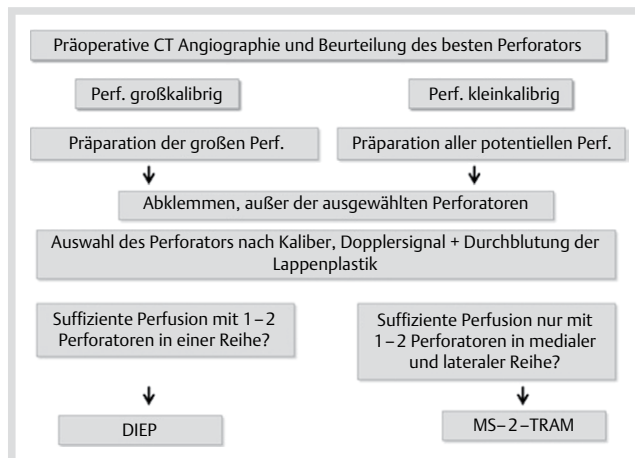 Präoperative CT Angiographie und Beurteilung des besten Perforators
Perf. großkalibrig
Perf. kleinkalibrig
Präparation der großen Perf.
Präparation aller potentiellen Perf.
Abklemmen, außer der ausgewählten Perforatoren
Auswahl des Perforators nach Kaliber, Dopplersignal + Durchblutung der
Lappenplastik
Suffiziente Perfusion mit 1–2
Perforatoren in einer Reihe?
Suffiziente Perfusion nur mit
1–2 Perforatoren in medialer
und lateraler Reihe?
DIEP
MS–2–TRAM